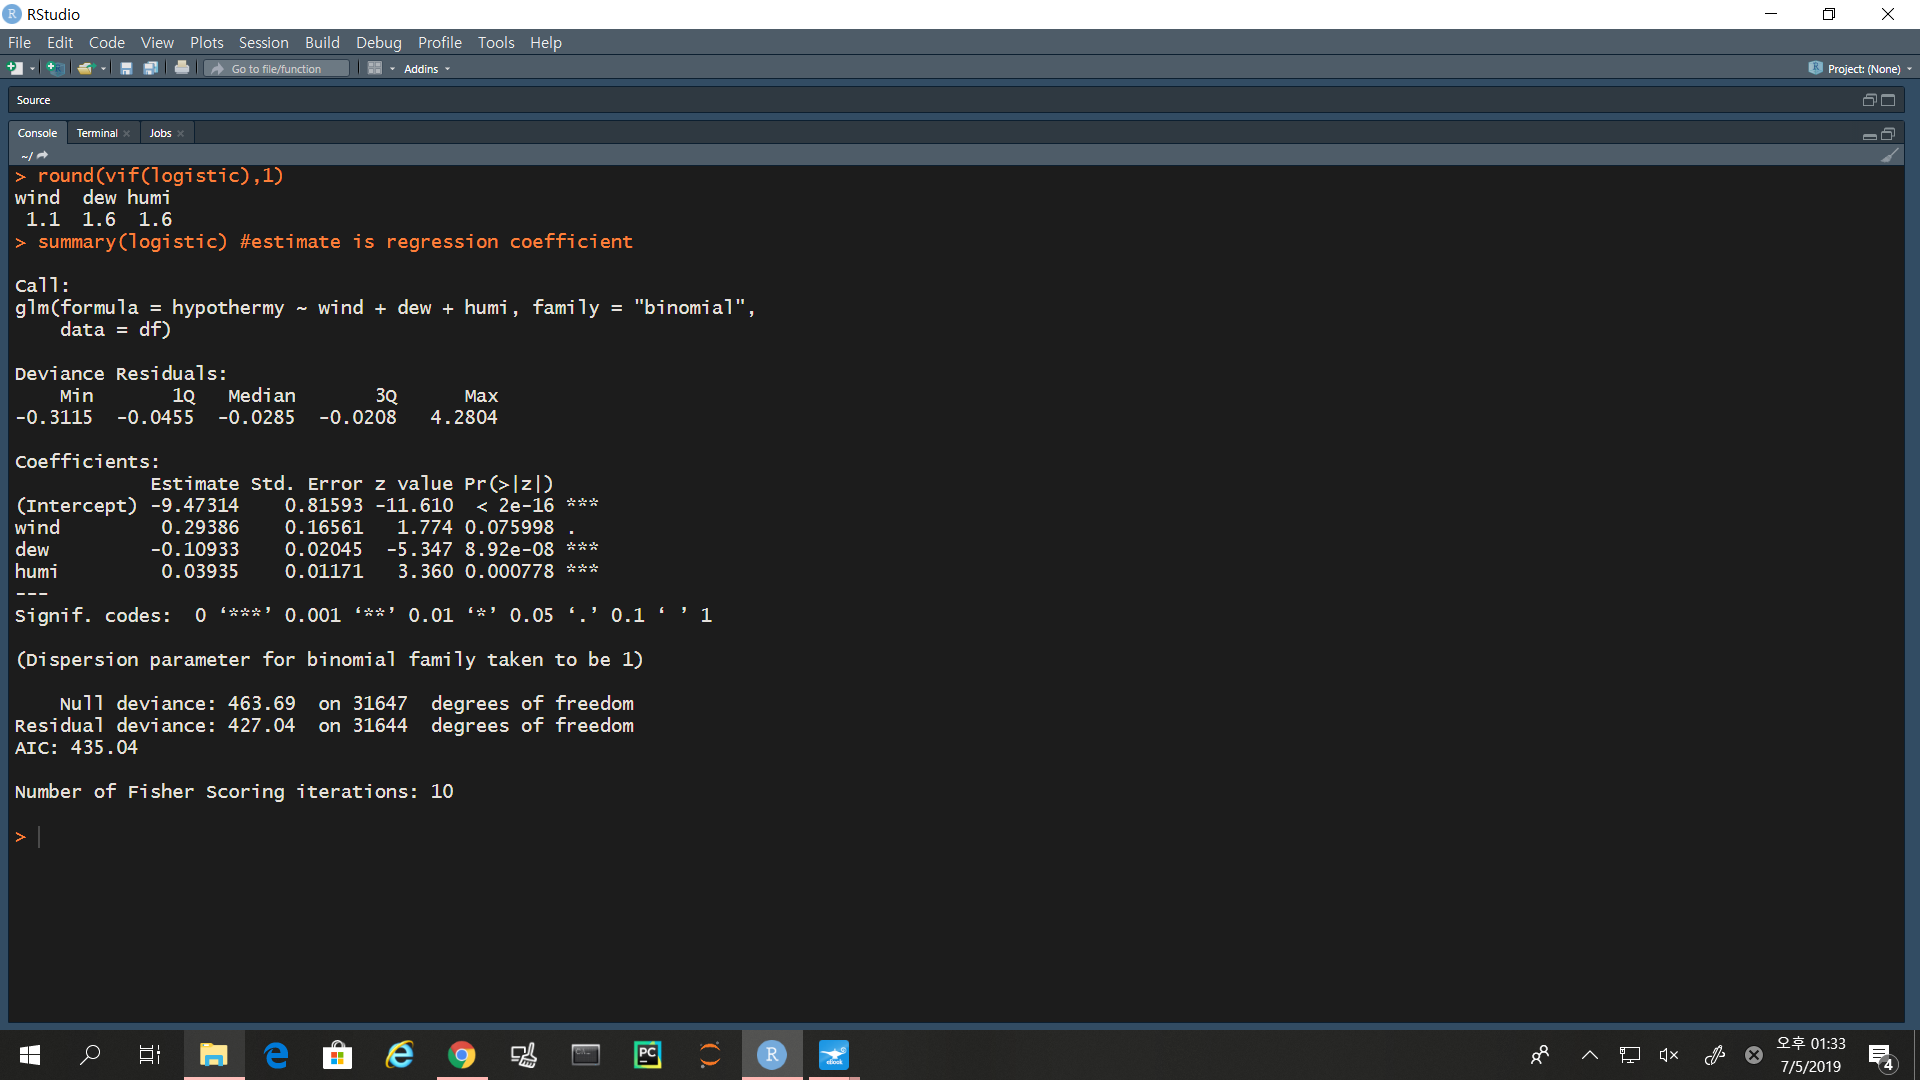 RStudio
File Edit Code View Plots Session Build Debug Profile Tools Help
Go to file/function Addins Project: (None)
Source
Console Terminal Jobs
~/
> round(vif(logistic),1)
wind  dew humi
 1.1  1.6  1.6
> summary(logistic) #estimate is regression coefficient
Call:
glm(formula = hypothermy ~ wind + dew + humi, family = "binomial",
    data = df)
Deviance Residuals:
    Min       1Q   Median       3Q      Max
-0.3115  -0.0455  -0.0285  -0.0208   4.2804
Coefficients:
            Estimate Std. Error z value Pr(>|z|)
(Intercept) -9.47314    0.81593 -11.610  < 2e-16 ***
wind         0.29386    0.16561   1.774 0.075998 .
dew         -0.10933    0.02045  -5.347 8.92e-08 ***
humi         0.03935    0.01171   3.360 0.000778 ***
---
Signif. codes:  0 ‘***’ 0.001 ‘**’ 0.01 ‘*’ 0.05 ‘.’ 0.1 ‘ ’ 1
(Dispersion parameter for binomial family taken to be 1)
    Null deviance: 463.69  on 31647  degrees of freedom
Residual deviance: 427.04  on 31644  degrees of freedom
AIC: 435.04
Number of Fisher Scoring iterations: 10
>
오후 01:33
7/5/2019
4